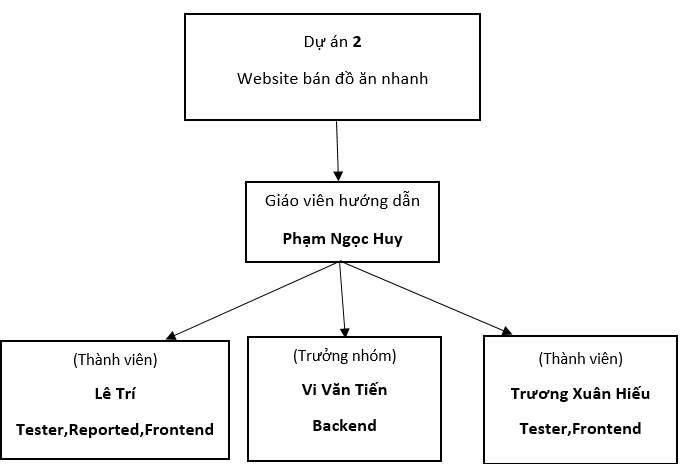 Dự án 2
Website bán đồ ăn nhanh
Giáo viên hướng dẫn
Phạm Ngọc Huy
(Thành viên)
Lê Trí
Tester,Reported,Frontend
(Trưởng nhóm)
Vi Văn Tiến
Backend
(Thành viên)
Trương Xuân Hiếu
Tester,Frontend